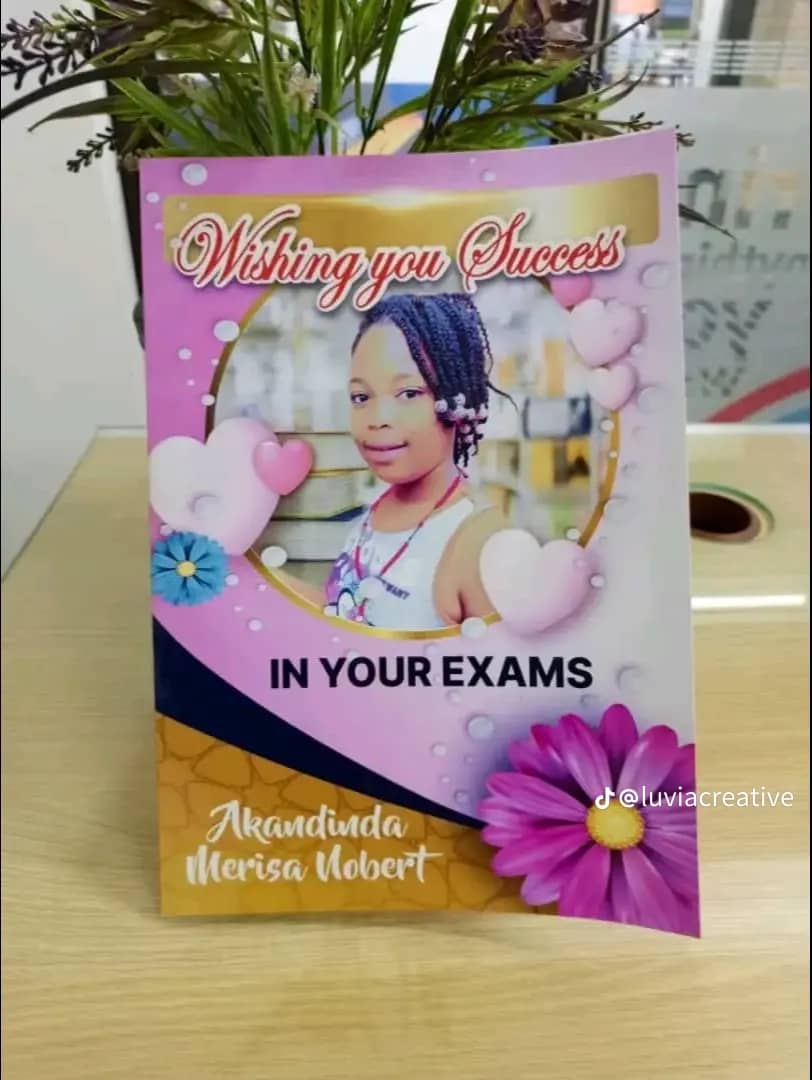 Wishing you Success
IN YOUR EXAMS
Akandinda
Merisa Nobert
@luviacreative